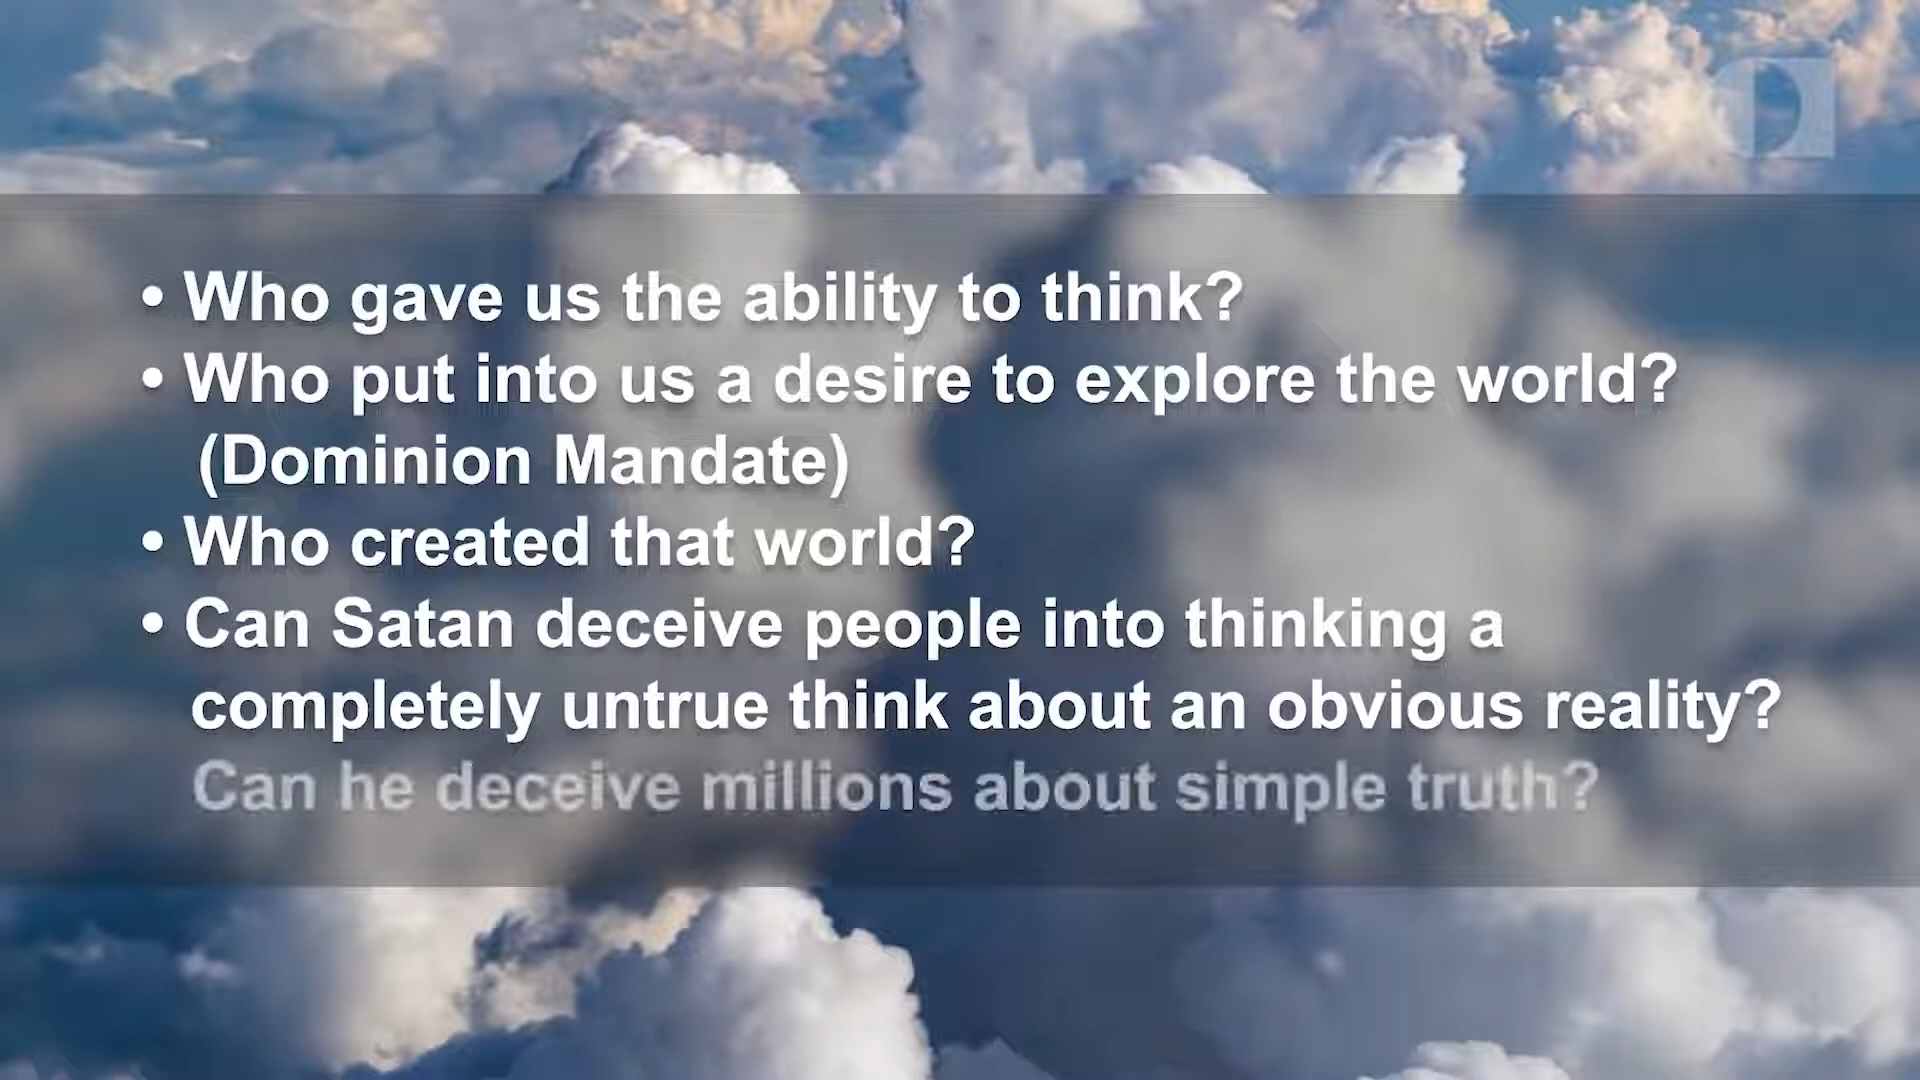 • Who gave us the ability to think?
• Who put into us a desire to explore the world?
(Dominion Mandate)
• Who created that world?
• Can Satan deceive people into thinking a
completely untrue think about an obvious reality?
Can he deceive millions about simple truth?